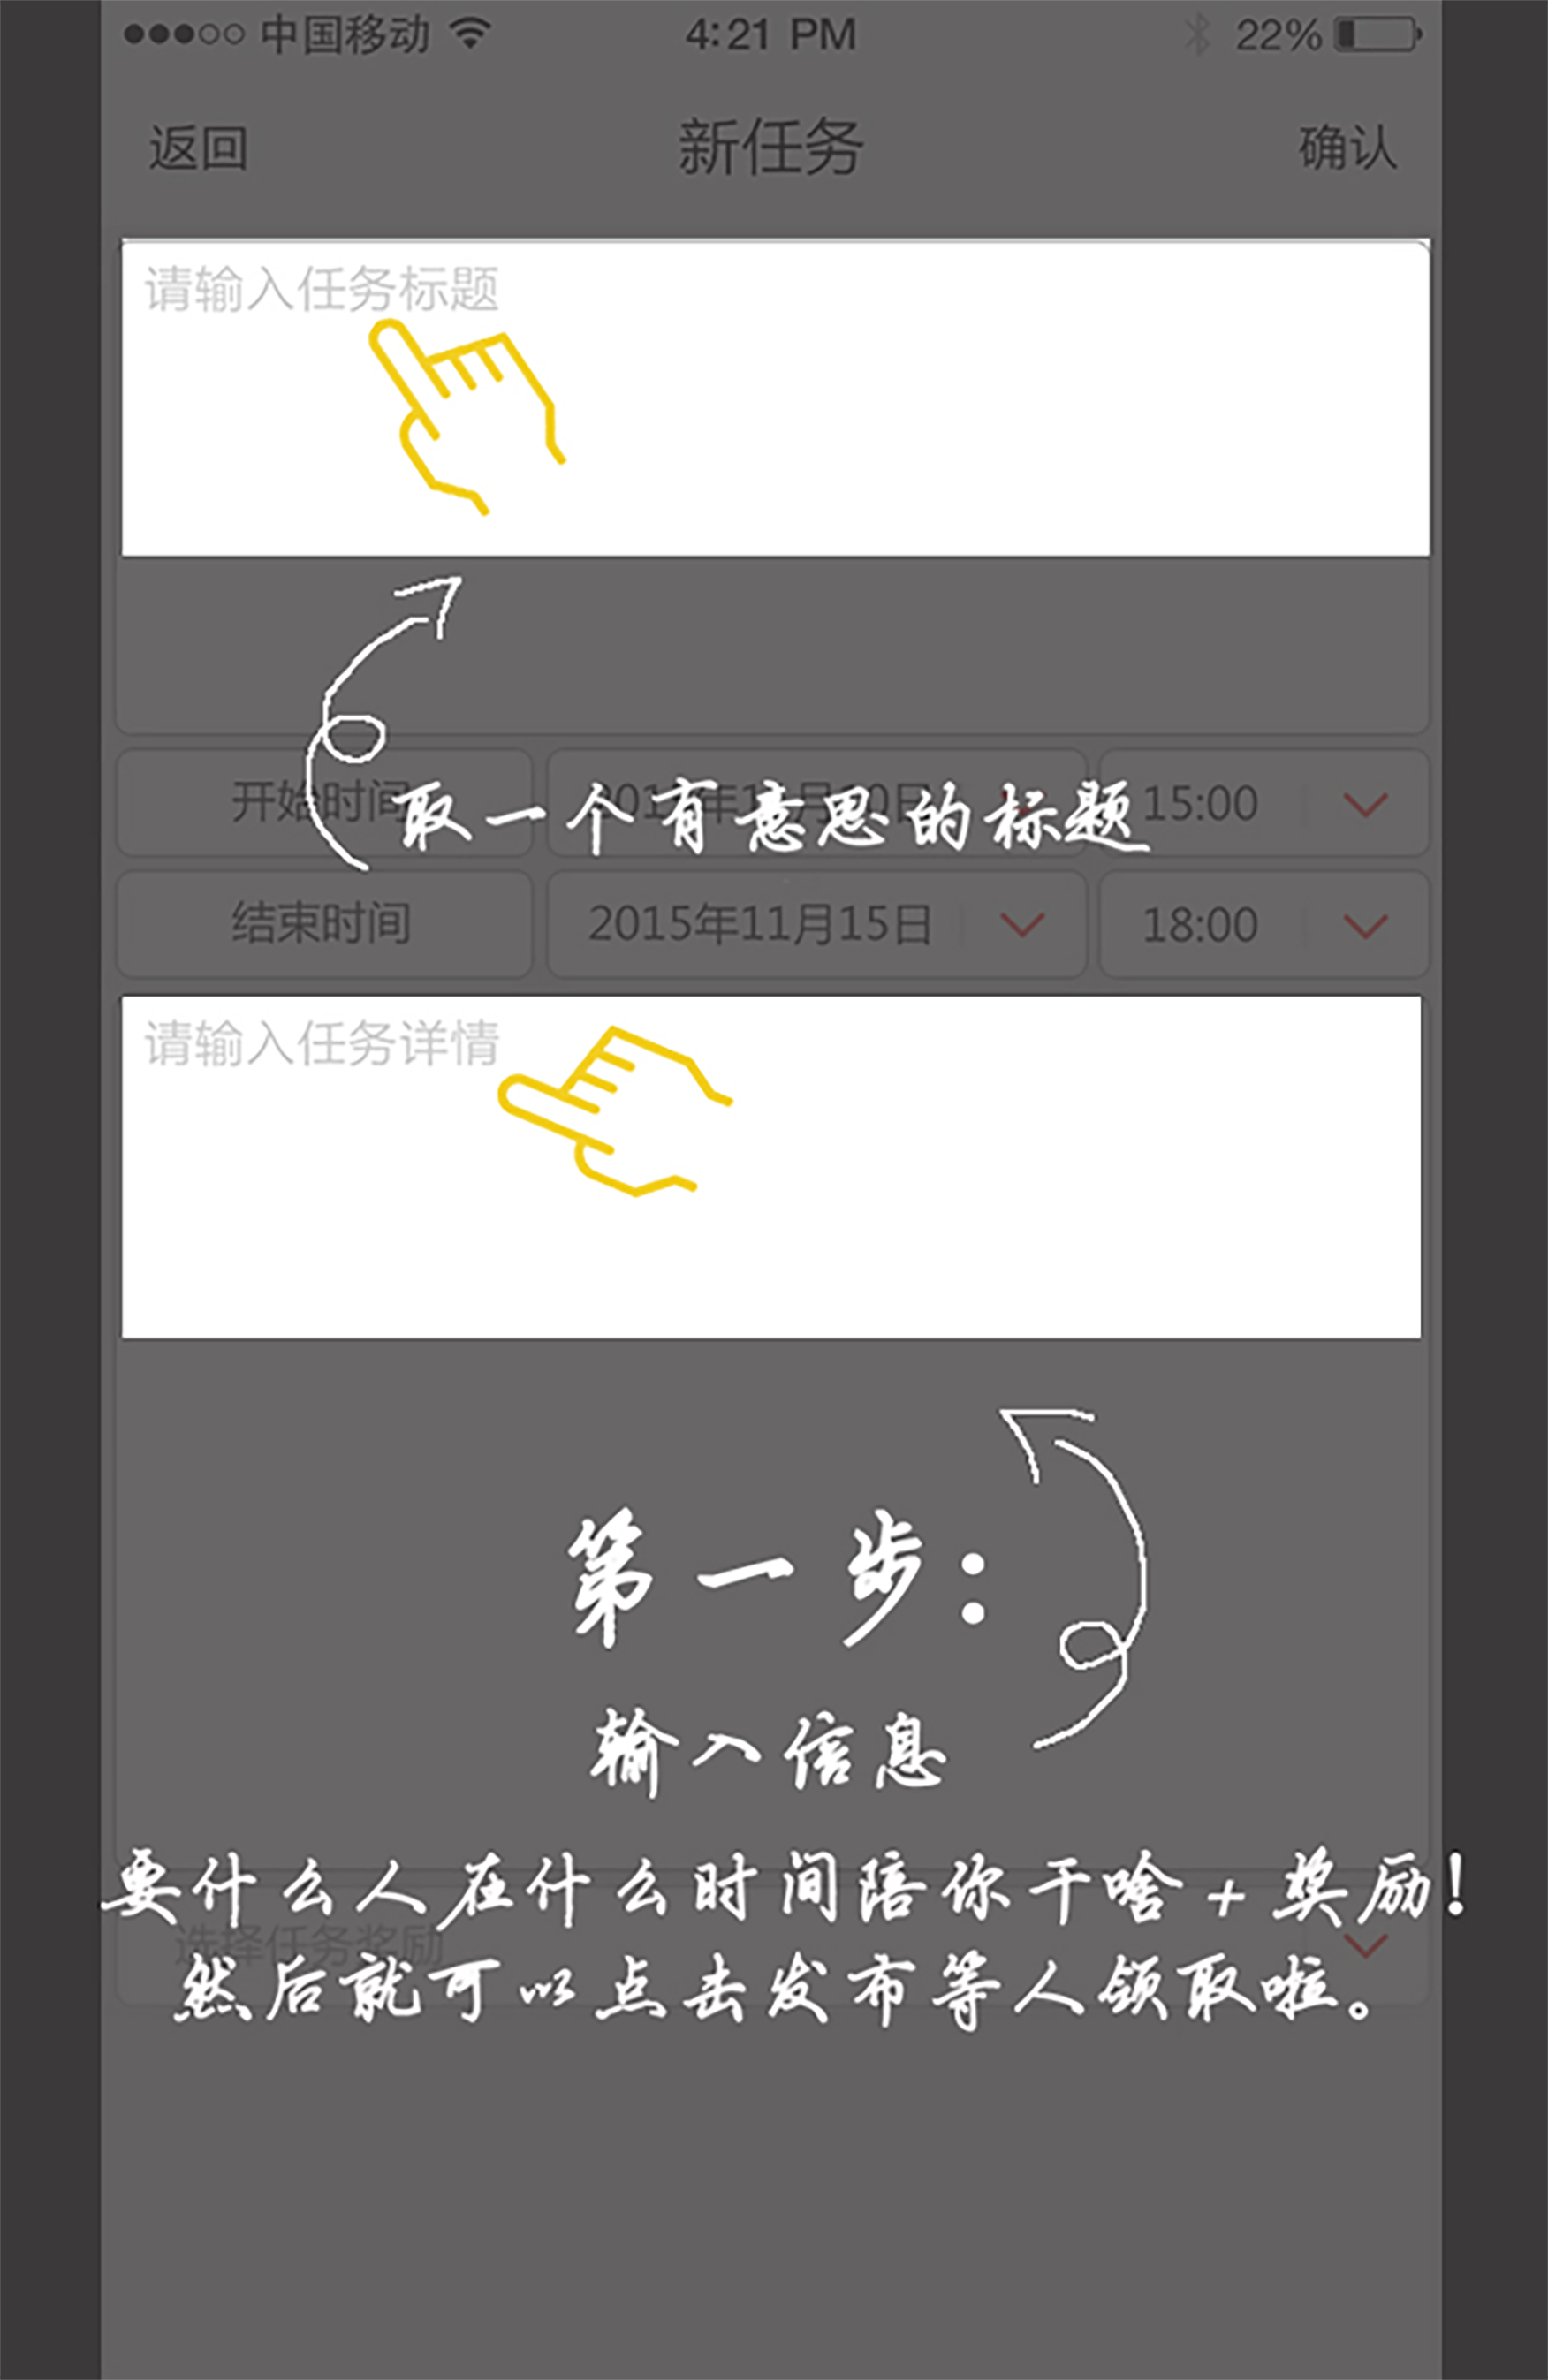 中国移动 4:21 PM 22%
返回 新任务 确认
请输入任务标题
开始时间 15:00
取一个有意思的标题
结束时间 2015年11月15日 18:00
请输入任务详情
第一步：
输入信息
要什么人在什么时间陪你干啥+奖励！
选择任务奖励
然后就可以点击发布等人领取啦。